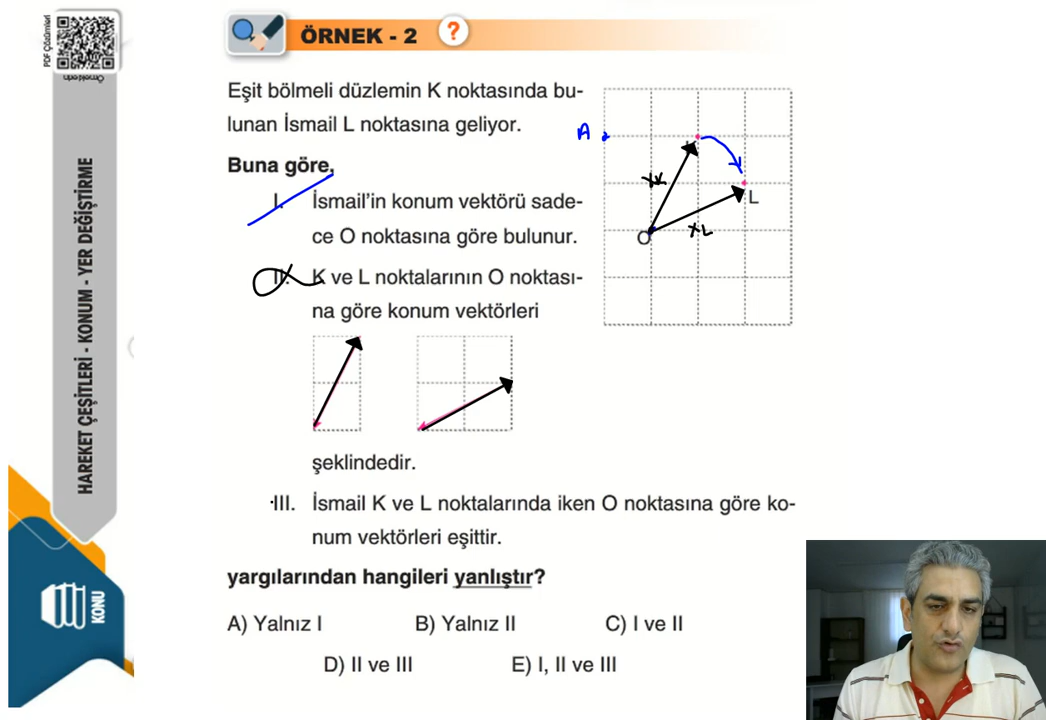 PDF Çözümleri
Örnekledik
ÖRNEK - 2
?
Eşit bölmeli düzlemin K noktasında bu-
lunan İsmail L noktasına geliyor.
Buna göre,
I. İsmail'in konum vektörü sade-
ce O noktasına göre bulunur.
II. K ve L noktalarının O noktası-
na göre konum vektörleri
şeklindedir.
III. İsmail K ve L noktalarında iken O noktasına göre ko-
num vektörleri eşittir.
yargılarından hangileri yanlıştır?
A) Yalnız I B) Yalnız II C) I ve II
D) II ve III E) I, II ve III
A
XK
L
O
XL
HAREKET ÇEŞİTLERİ - KONUM - YER DEĞİŞTİRME
KONU